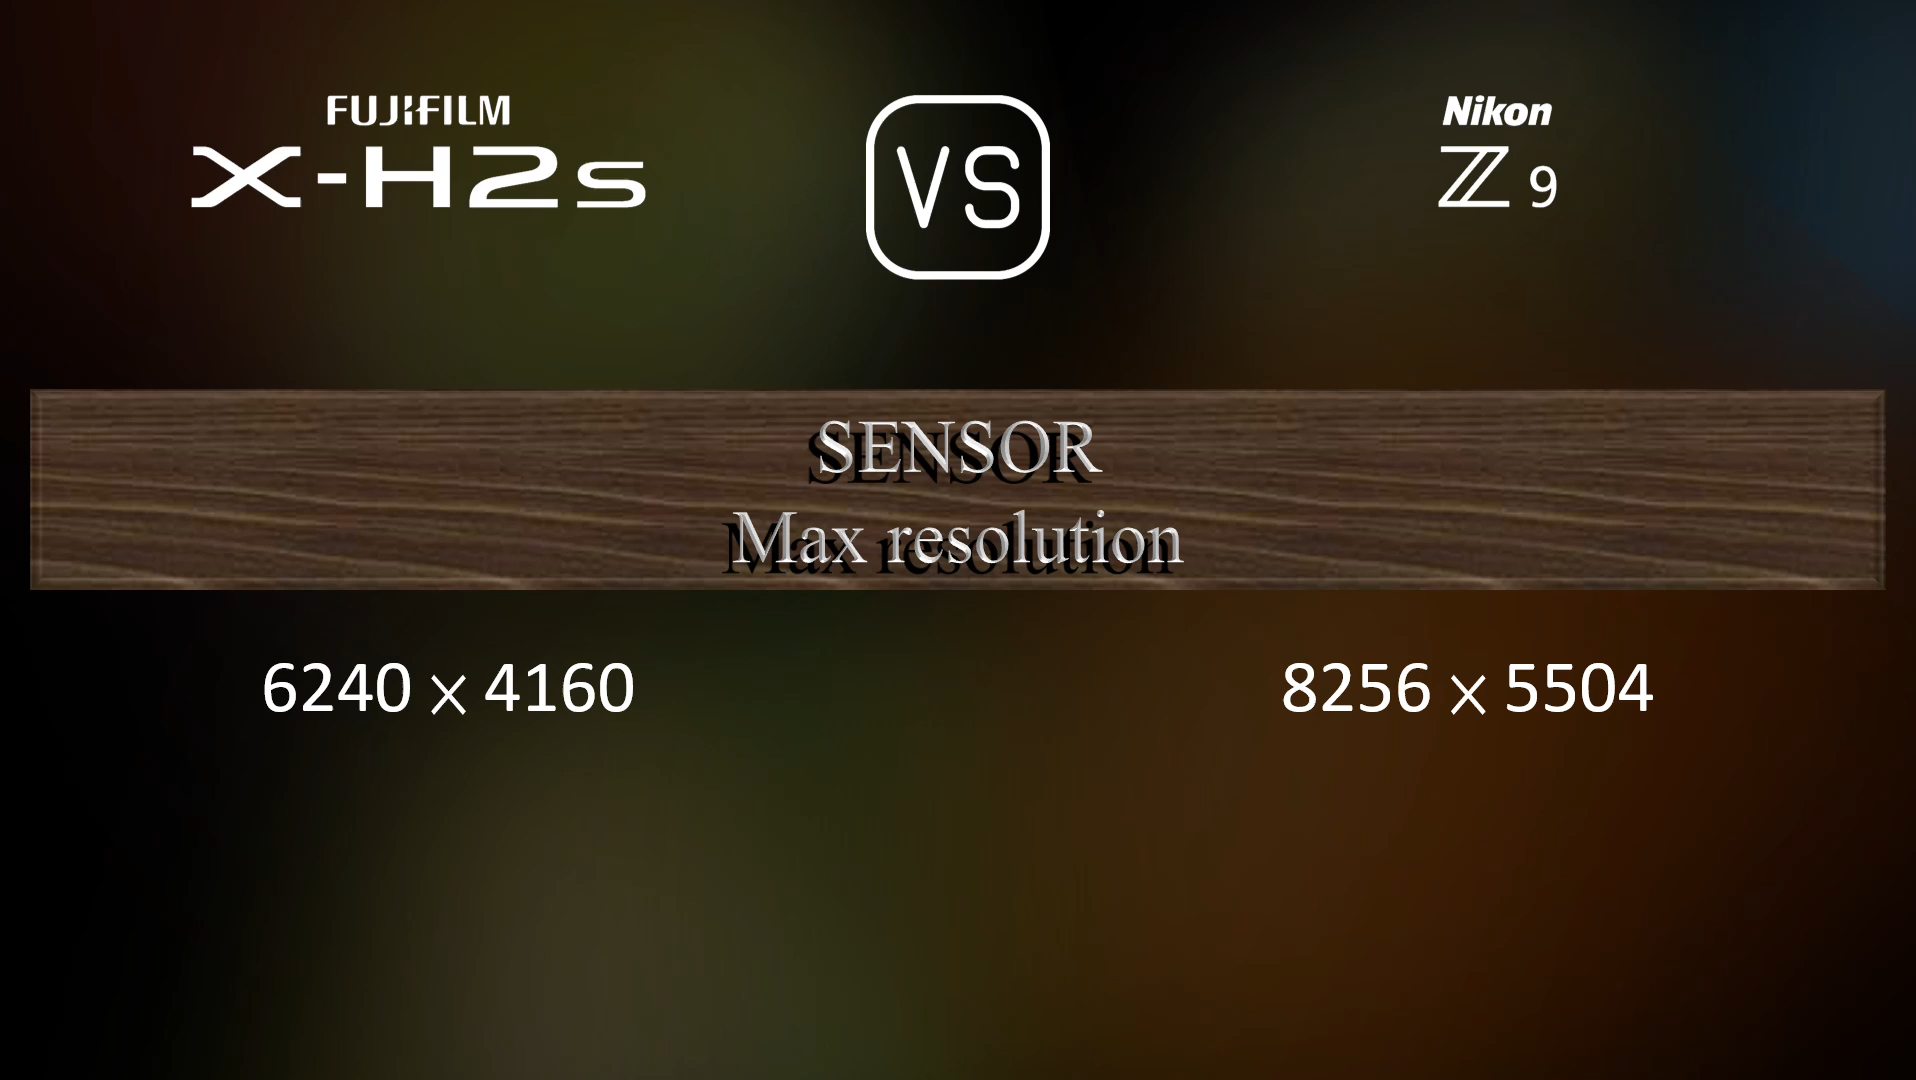 FUJIFILM
X-H2s
VS
Nikon
Z 9
SENSOR
Max resolution
6240 x 4160
8256 x 5504